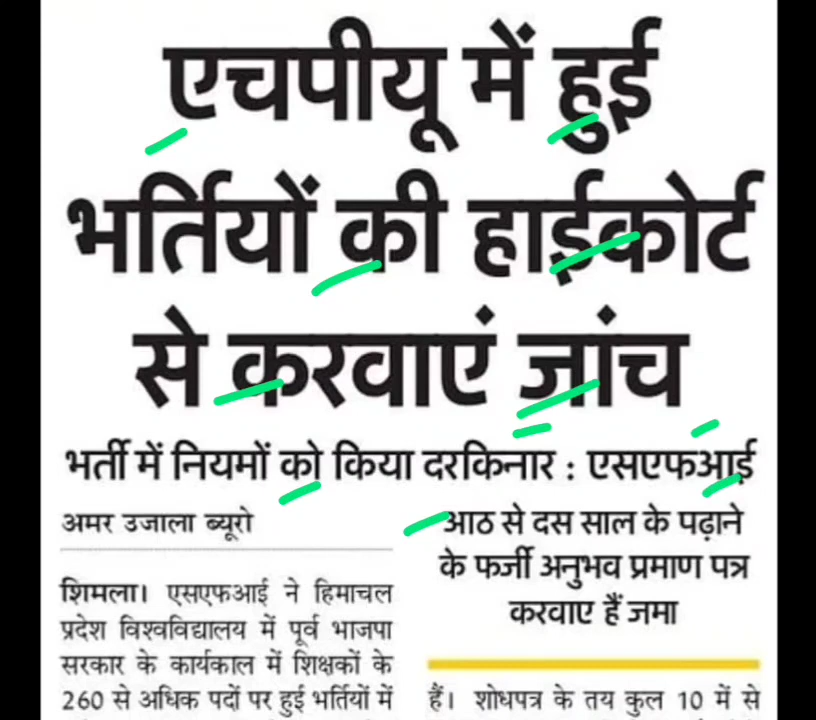 एचपीयू में हुई
भर्तियों की हाईकोर्ट
से करवाएं जांच
भर्ती में नियमों को किया दरकिनार : एसएफआई
अमर उजाला ब्यूरो
शिमला। एसएफआई ने हिमाचल
प्रदेश विश्वविद्यालय में पूर्व भाजपा
सरकार के कार्यकाल में शिक्षकों के
260 से अधिक पदों पर हुई भर्तियों में
आठ से दस साल के पढ़ाने
के फर्जी अनुभव प्रमाण पत्र
करवाए हैं जमा
हैं। शोधपत्र के तय कुल 10 में से